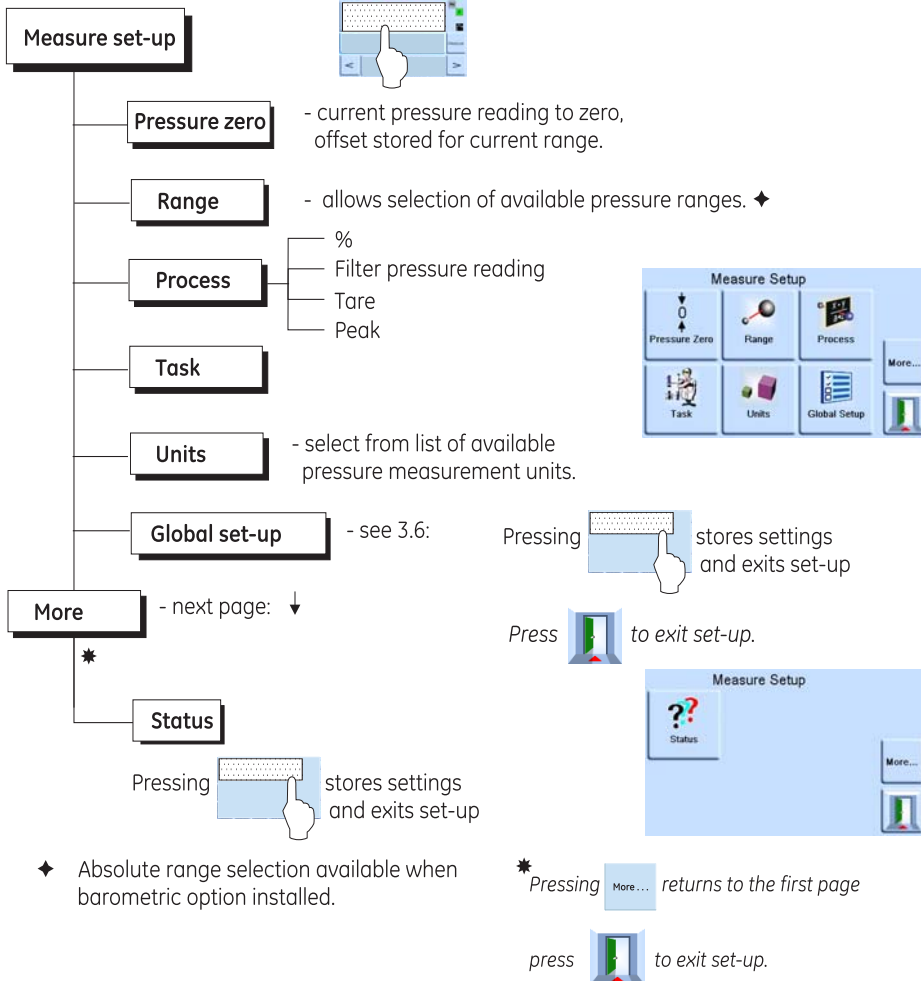 Measure set-up
<
>
Pressure zero
- current pressure reading to zero,
offset stored for current range.
Range
- allows selection of available pressure ranges. ✦
Process
%
Filter pressure reading
Tare
Peak
Measure Setup
0
Pressure Zero
Range
Process
More...
Task
Units
Global Setup
Task
Units
- select from list of available
pressure measurement units.
Global set-up
- see 3.6:
Pressing stores settings
and exits set-up
More
- next page: ↓
Press to exit set-up.
✸
Measure Setup
??
Status
More...
Status
Pressing stores settings
and exits set-up
✦ Absolute range selection available when
barometric option installed.
✸
Pressing More... returns to the first page
press to exit set-up.